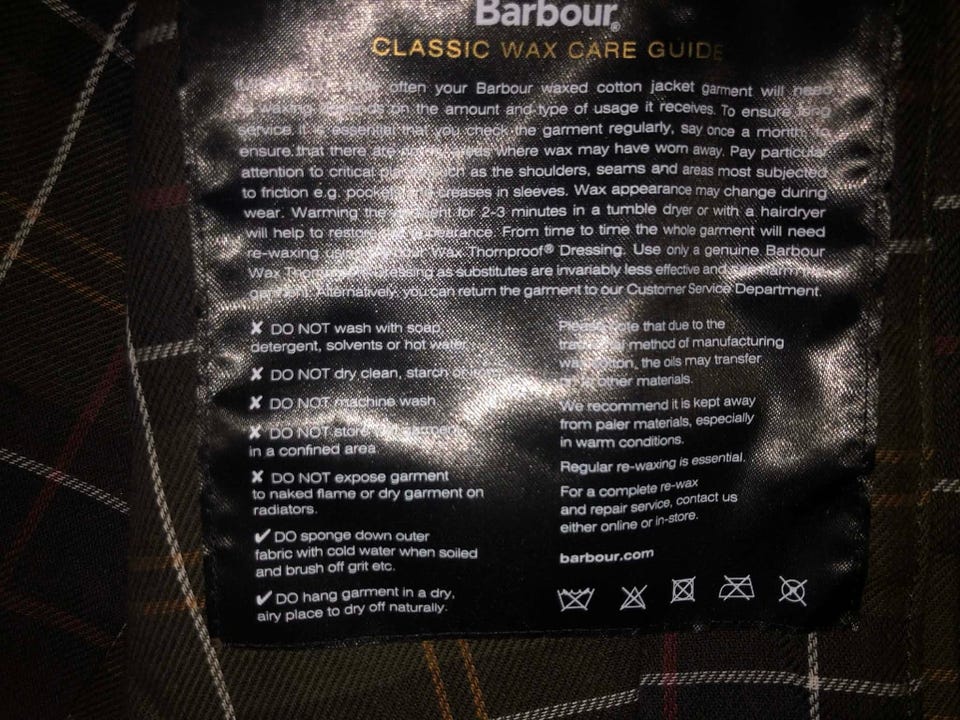 Barbour®
CLASSIC WAX CARE GUIDE
often your Barbour waxed cotton jacket garment will need
on the amount and type of usage it receives. To ensure long
service it is essential that you check the garment regularly, say once a month, to
ensure that there are where wax may have worn away. Pay particular
attention to critical such as the shoulders, seams and areas most subjected
to friction e.g. creases in sleeves. Wax appearance may change during
wear. Warming the for 2-3 minutes in a tumble dryer or with a hairdryer
will help to restore appearance. From time to time the whole garment will need
re-waxing Wax Thornproof® Dressing. Use only a genuine Barbour
Wax Thornproof Dressing as substitutes are invariably less effective and
Alternatively, you can return the garment to our Customer Service Department.
✘ DO NOT wash with soap,
detergent, solvents or hot water.
✘ DO NOT dry clean, starch or
✘ DO NOT machine wash
✘ DO NOT store garment
in a confined area
✘ DO NOT expose garment
to naked flame or dry garment on
radiators.
✔ DO sponge down outer
fabric with cold water when soiled
and brush off grit etc.
✔ DO hang garment in a dry,
airy place to dry off naturally.
Please note that due to the
traditional method of manufacturing
cotton, the oils may transfer
other materials.
We recommend it is kept away
from paler materials, especially
in warm conditions.
Regular re-waxing is essential.
For a complete re-wax
and repair service, contact us
either online or in-store.
barbour.com